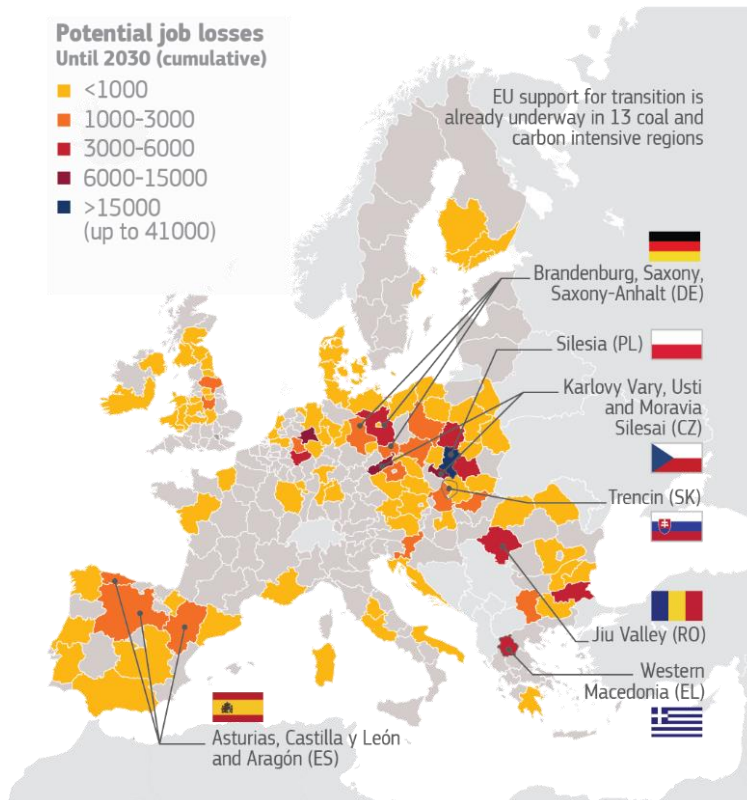 Potential job losses
Until 2030 (cumulative)
<1000
1000-3000
3000-6000
6000-15000
>15000
(up to 41000)
EU support for transition is
already underway in 13 coal and
carbon intensive regions
Brandenburg, Saxony,
Saxony-Anhalt (DE)
Silesia (PL)
Karlovy Vary, Usti
and Moravia
Silesai (CZ)
Trencin (SK)
Jiu Valley (RO)
Western
Macedonia (EL)
Asturias, Castilla y León
and Aragón (ES)